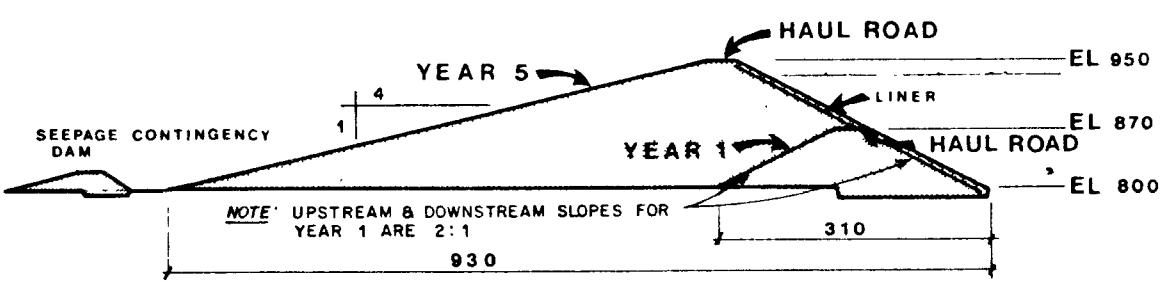 HAUL ROAD
EL 950
YEAR 5
4
LINER
1
EL 870
SEEPAGE CONTINGENCY
DAM
YEAR 1
HAUL ROAD
EL 800
NOTE: UPSTREAM & DOWNSTREAM SLOPES FOR
YEAR 1 ARE 2:1
310
930